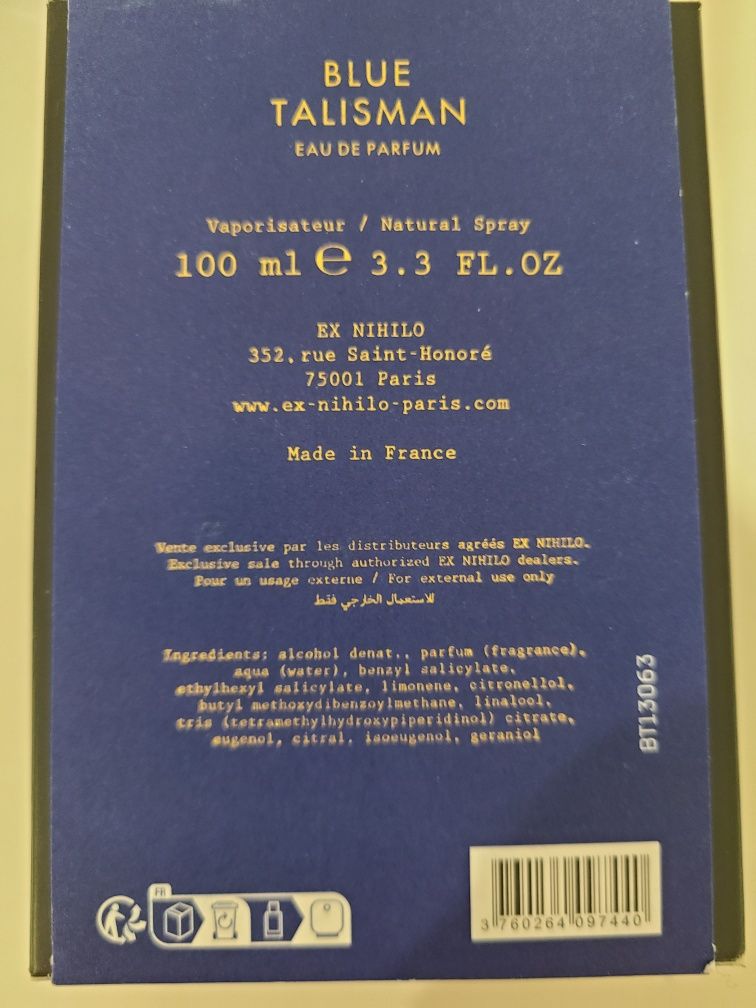 BLUE
TALISMAN
EAU DE PARFUM
Vaporisateur / Natural Spray
100 ml ℮ 3.3 FL.OZ
EX NIHILO
352, rue Saint-Honoré
75001 Paris
www.ex-nihilo-paris.com
Made in France
Vente exclusive par les distributeurs agréés EX NIHILO.
Exclusive sale through authorized EX NIHILO dealers.
Pour un usage externe / For external use only
للاستعمال الخارجي فقط
Ingredients: alcohol denat., parfum (fragrance),
aqua (water), benzyl salicylate,
ethylhexyl salicylate, limonene, citronellol,
butyl methoxydibenzoylmethane, linalool,
tris (tetramethylhydroxypiperidinol) citrate,
eugenol, citral, isoeugenol, geraniol
BT13063
FR
3 760264 097440